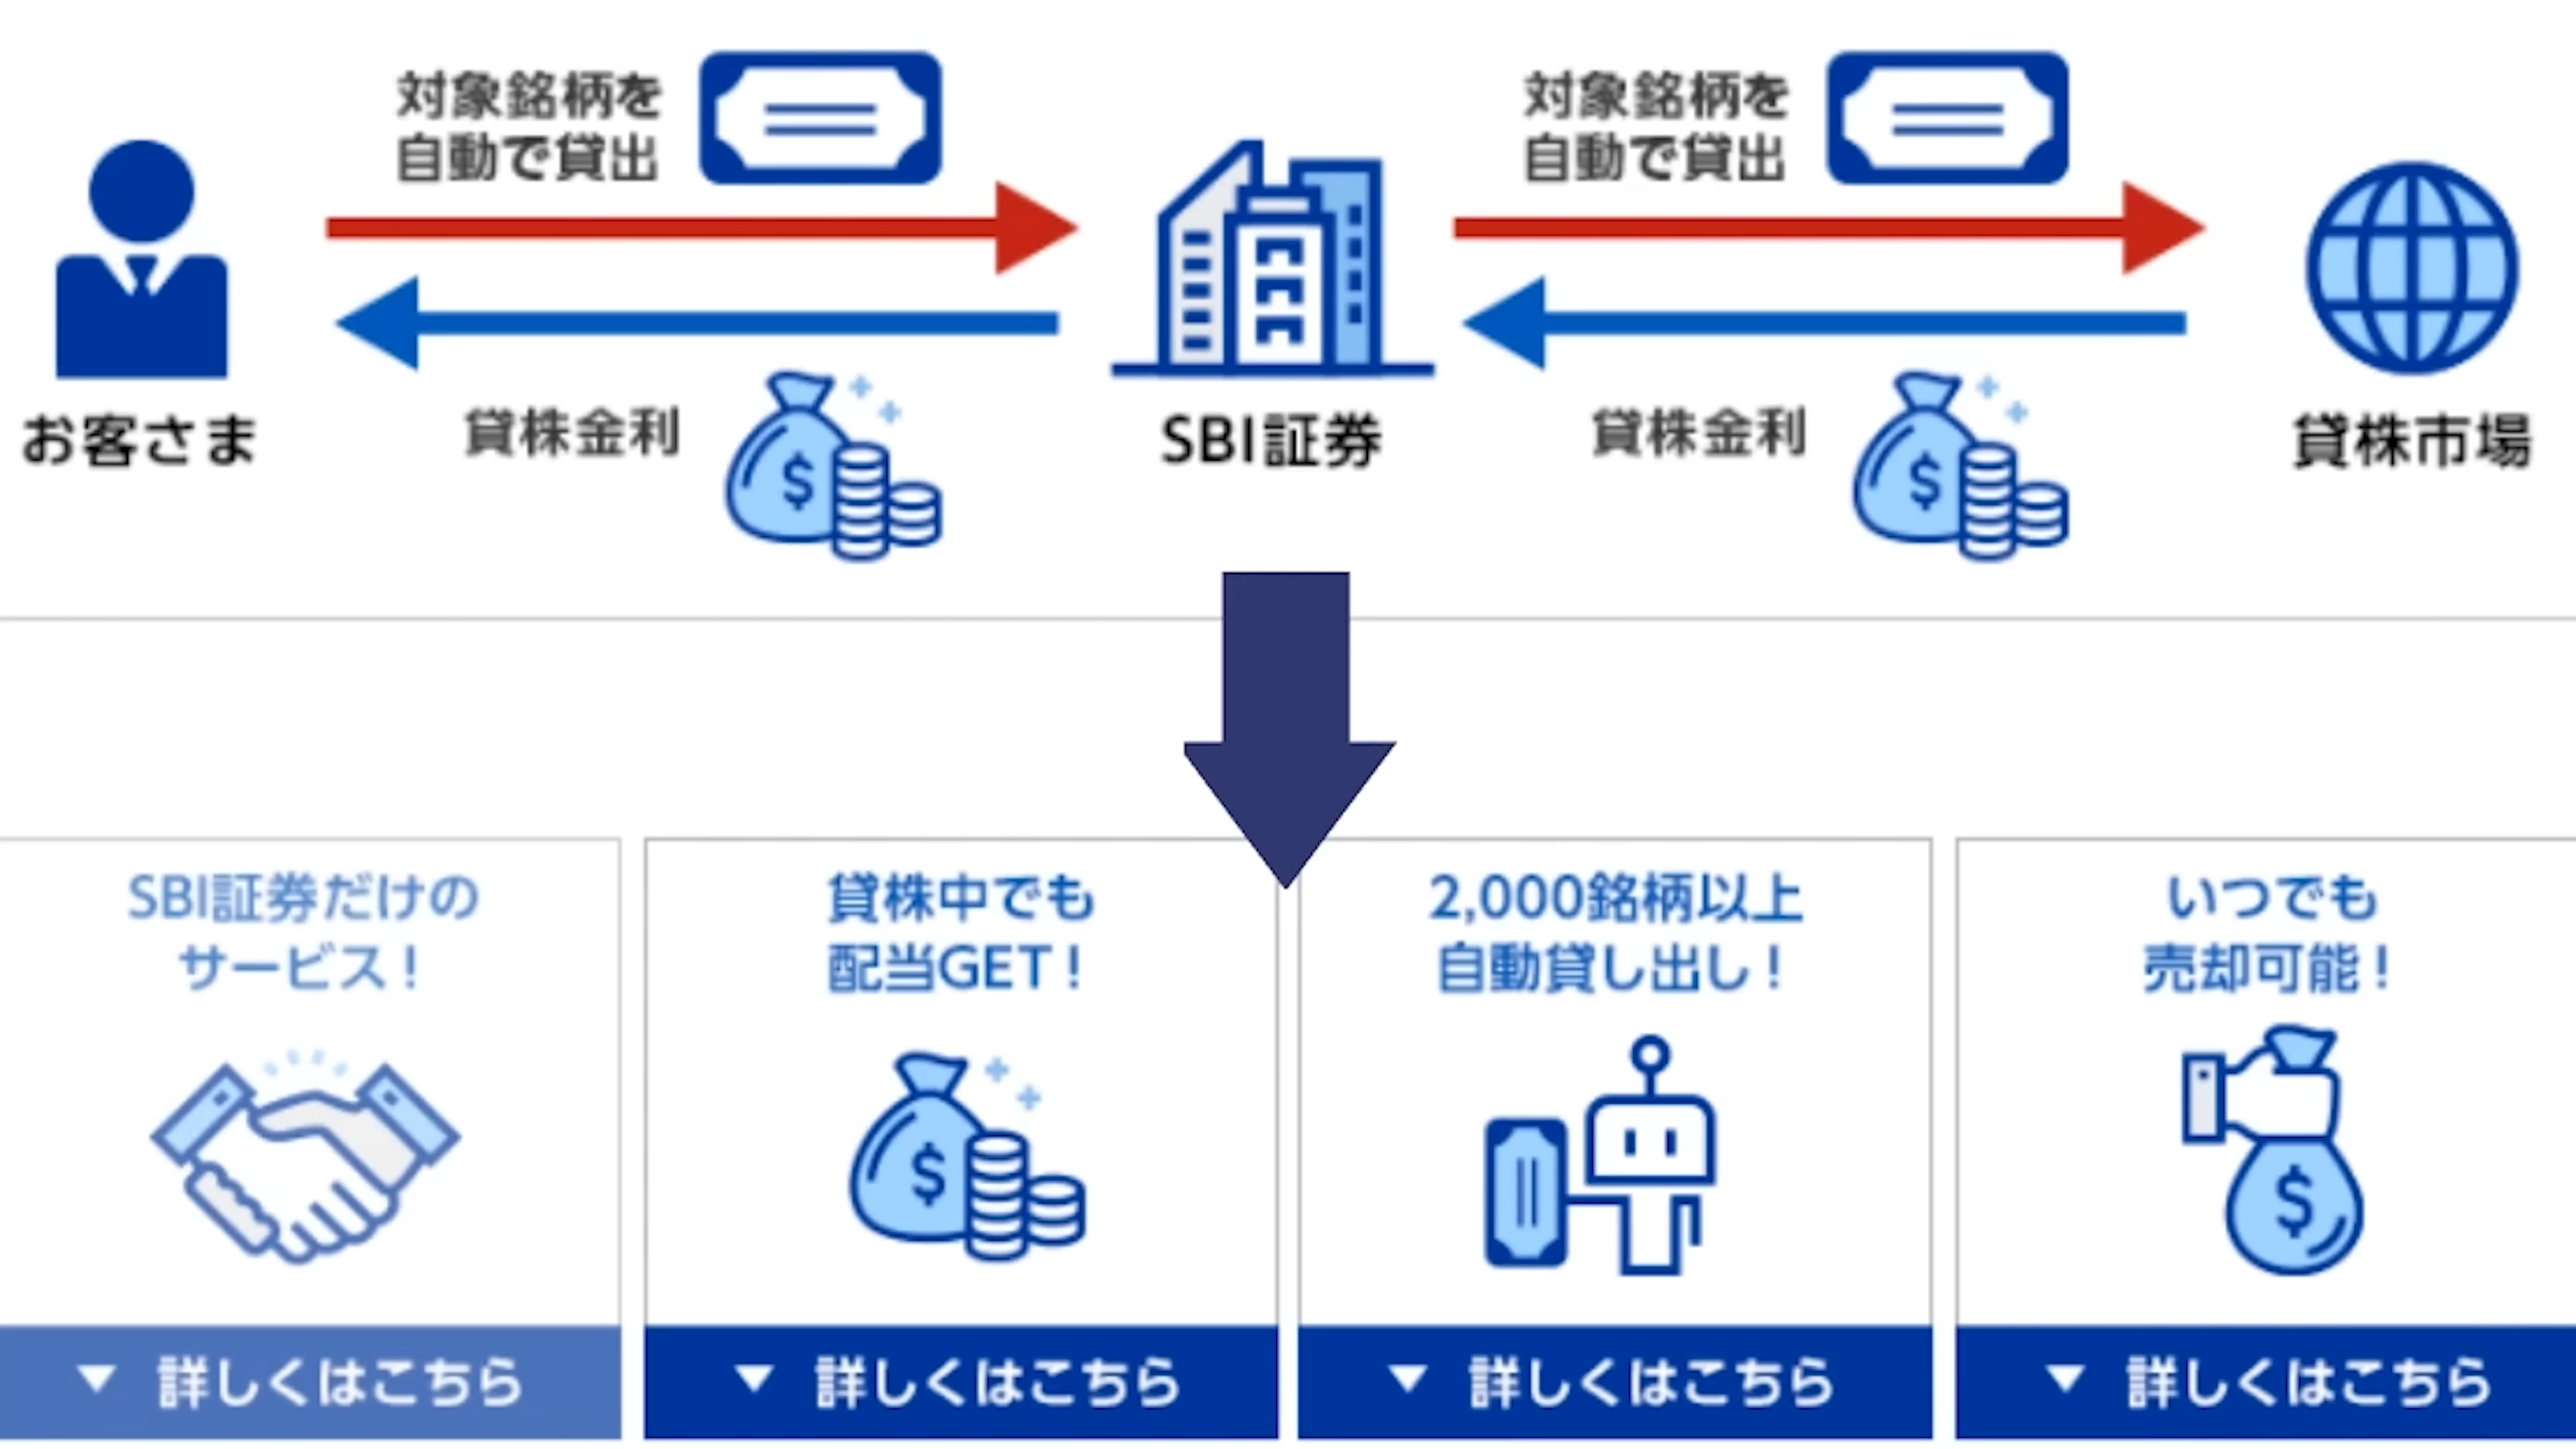 対象銘柄を
自動で貸出
対象銘柄を
自動で貸出
お客さま
貸株金利
SBI証券
貸株金利
貸株市場
SBI証券だけの
サービス!
貸株中でも
配当GET!
2,000銘柄以上
自動貸し出し!
いつでも
売却可能!
▼ 詳しくはこちら
▼ 詳しくはこちら
▼ 詳しくはこちら
▼ 詳しくはこちら